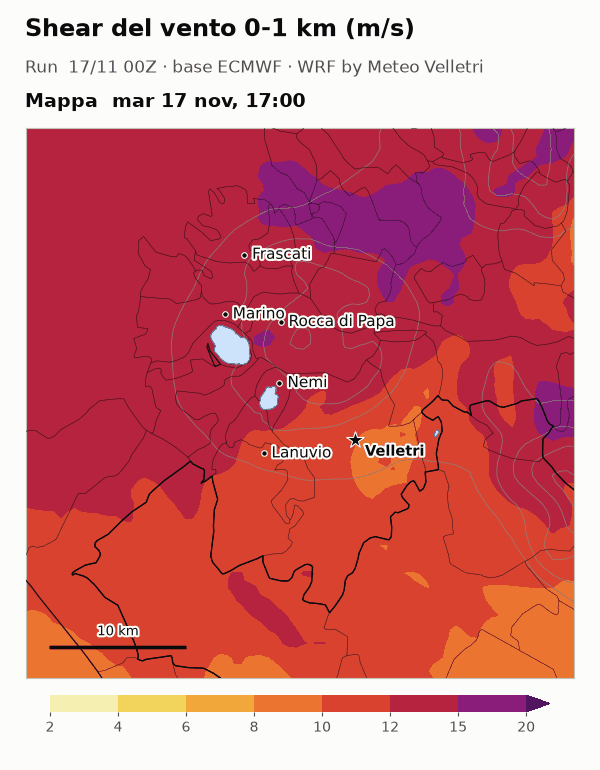 Shear del vento 0-1 km (m/s)
Run  17/11 00Z · base ECMWF · WRF by Meteo Velletri
Mappa  mar 17 nov, 17:00
Frascati
Marino
Rocca di Papa
Nemi
Velletri
Lanuvio
10 km
2 4 6 8 10 12 15 20